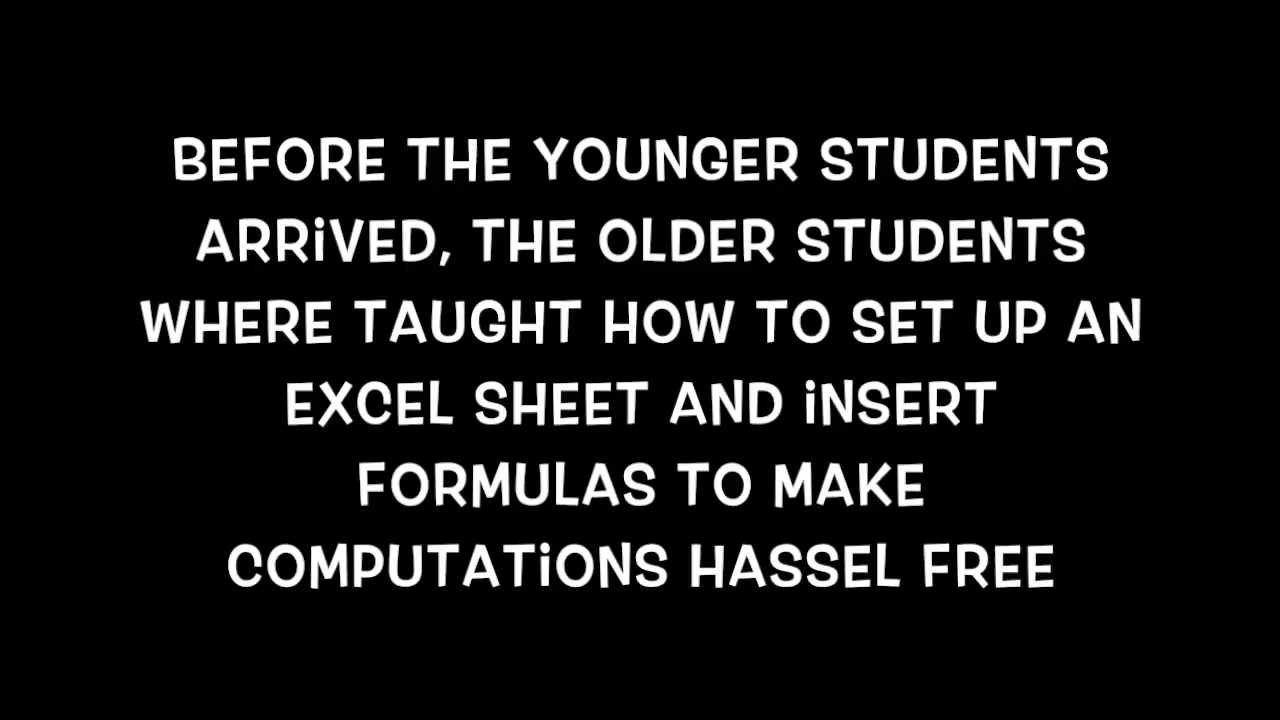 BEFORE THE YOUNGER STUDENTS
ARRiVED, THE OLDER STUDENTS
WHERE TAUGHT HOW TO SET UP AN
EXCEL SHEET AND iNSERT
FORMULAS TO MAKE
COMPUTATiONS HASSEL FREE